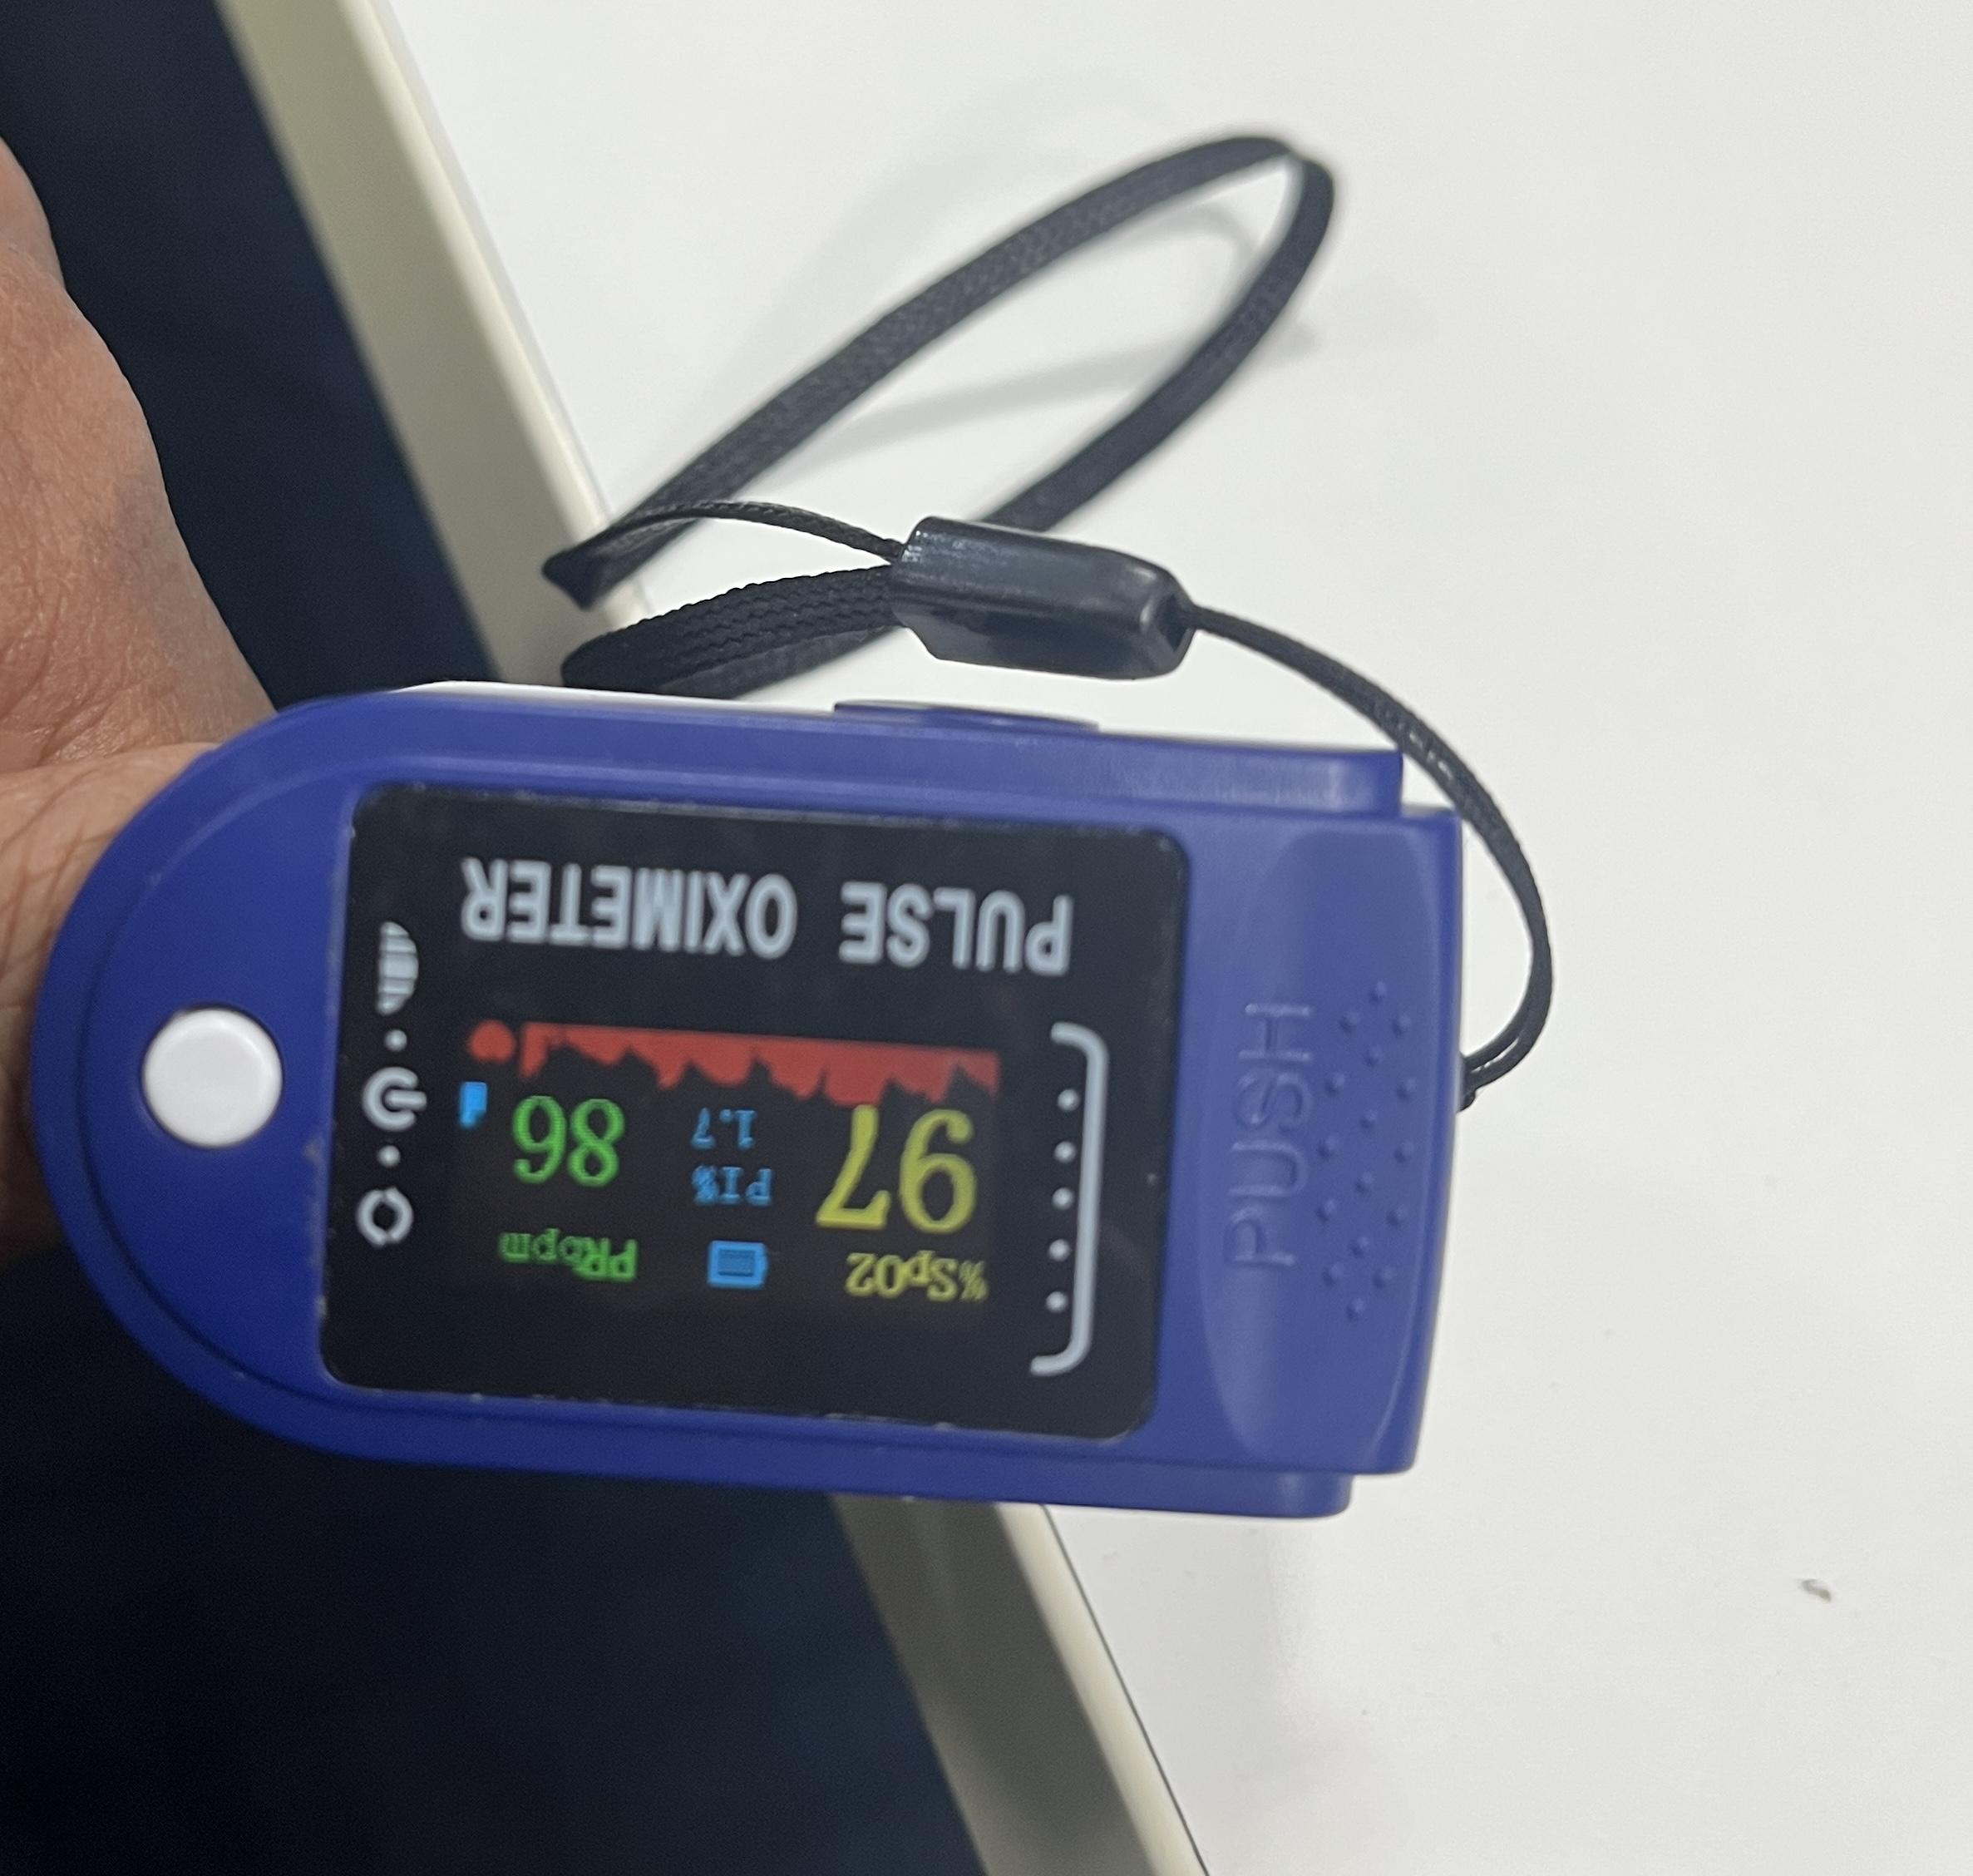 %SpO2 PRbpm
97 PI% 86
1.7
PULSE OXIMETER
PUSH